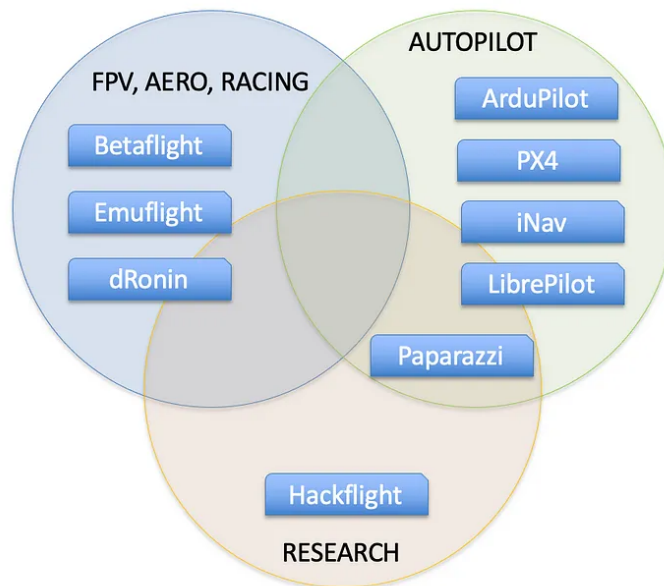 AUTOPILOT
FPV, AERO, RACING
ArduPilot
Betaflight
PX4
Emuflight
iNav
dRonin
LibrePilot
Paparazzi
Hackflight
RESEARCH